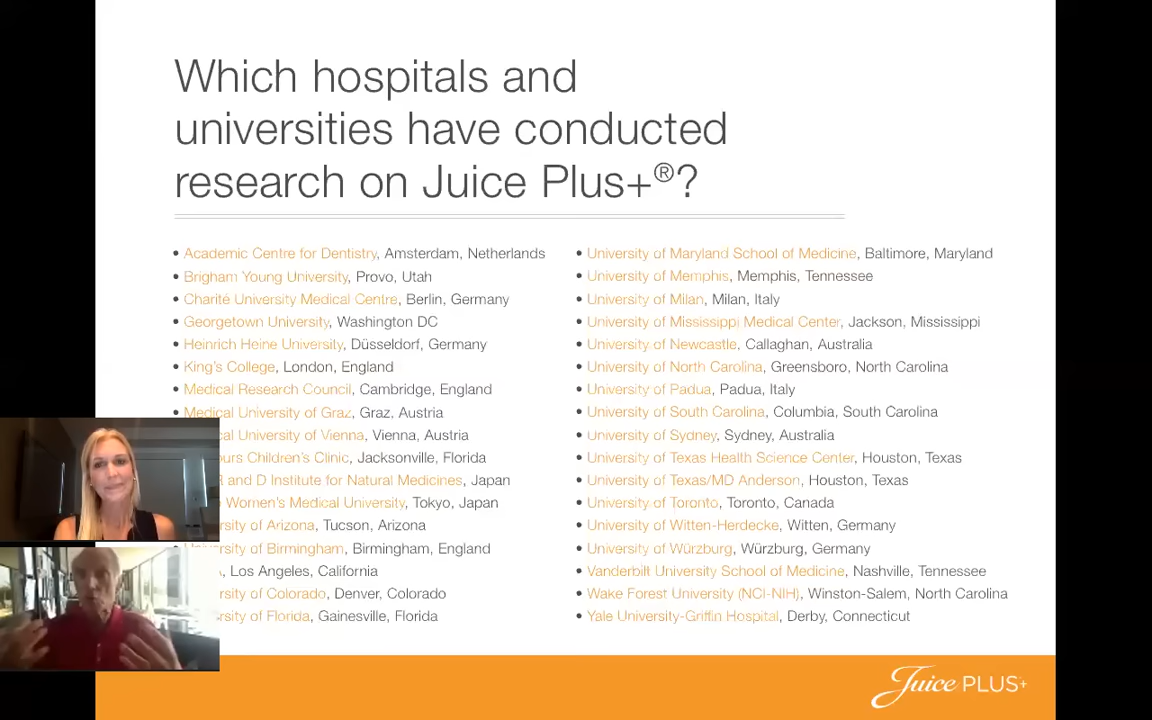 Which hospitals and
universities have conducted
research on Juice Plus+®?
• Academic Centre for Dentistry, Amsterdam, Netherlands
• Brigham Young University, Provo, Utah
• Charité University Medical Centre, Berlin, Germany
• Georgetown University, Washington DC
• Heinrich Heine University, Düsseldorf, Germany
• King's College, London, England
• Medical Research Council, Cambridge, England
• Medical University of Graz, Graz, Austria
University of Vienna, Vienna, Austria
Children's Clinic, Jacksonville, Florida
and D Institute for Natural Medicines, Japan
Women's Medical University, Tokyo, Japan
of Arizona, Tucson, Arizona
University of Birmingham, Birmingham, England
, Los Angeles, California
of Colorado, Denver, Colorado
of Florida, Gainesville, Florida
• University of Maryland School of Medicine, Baltimore, Maryland
• University of Memphis, Memphis, Tennessee
• University of Milan, Milan, Italy
• University of Mississippi Medical Center, Jackson, Mississippi
• University of Newcastle, Callaghan, Australia
• University of North Carolina, Greensboro, North Carolina
• University of Padua, Padua, Italy
• University of South Carolina, Columbia, South Carolina
• University of Sydney, Sydney, Australia
• University of Texas Health Science Center, Houston, Texas
• University of Texas/MD Anderson, Houston, Texas
• University of Toronto, Toronto, Canada
• University of Witten-Herdecke, Witten, Germany
• University of Würzburg, Würzburg, Germany
• Vanderbilt University School of Medicine, Nashville, Tennessee
• Wake Forest University (NCI-NIH), Winston-Salem, North Carolina
• Yale University-Griffin Hospital, Derby, Connecticut
Juice PLUS+